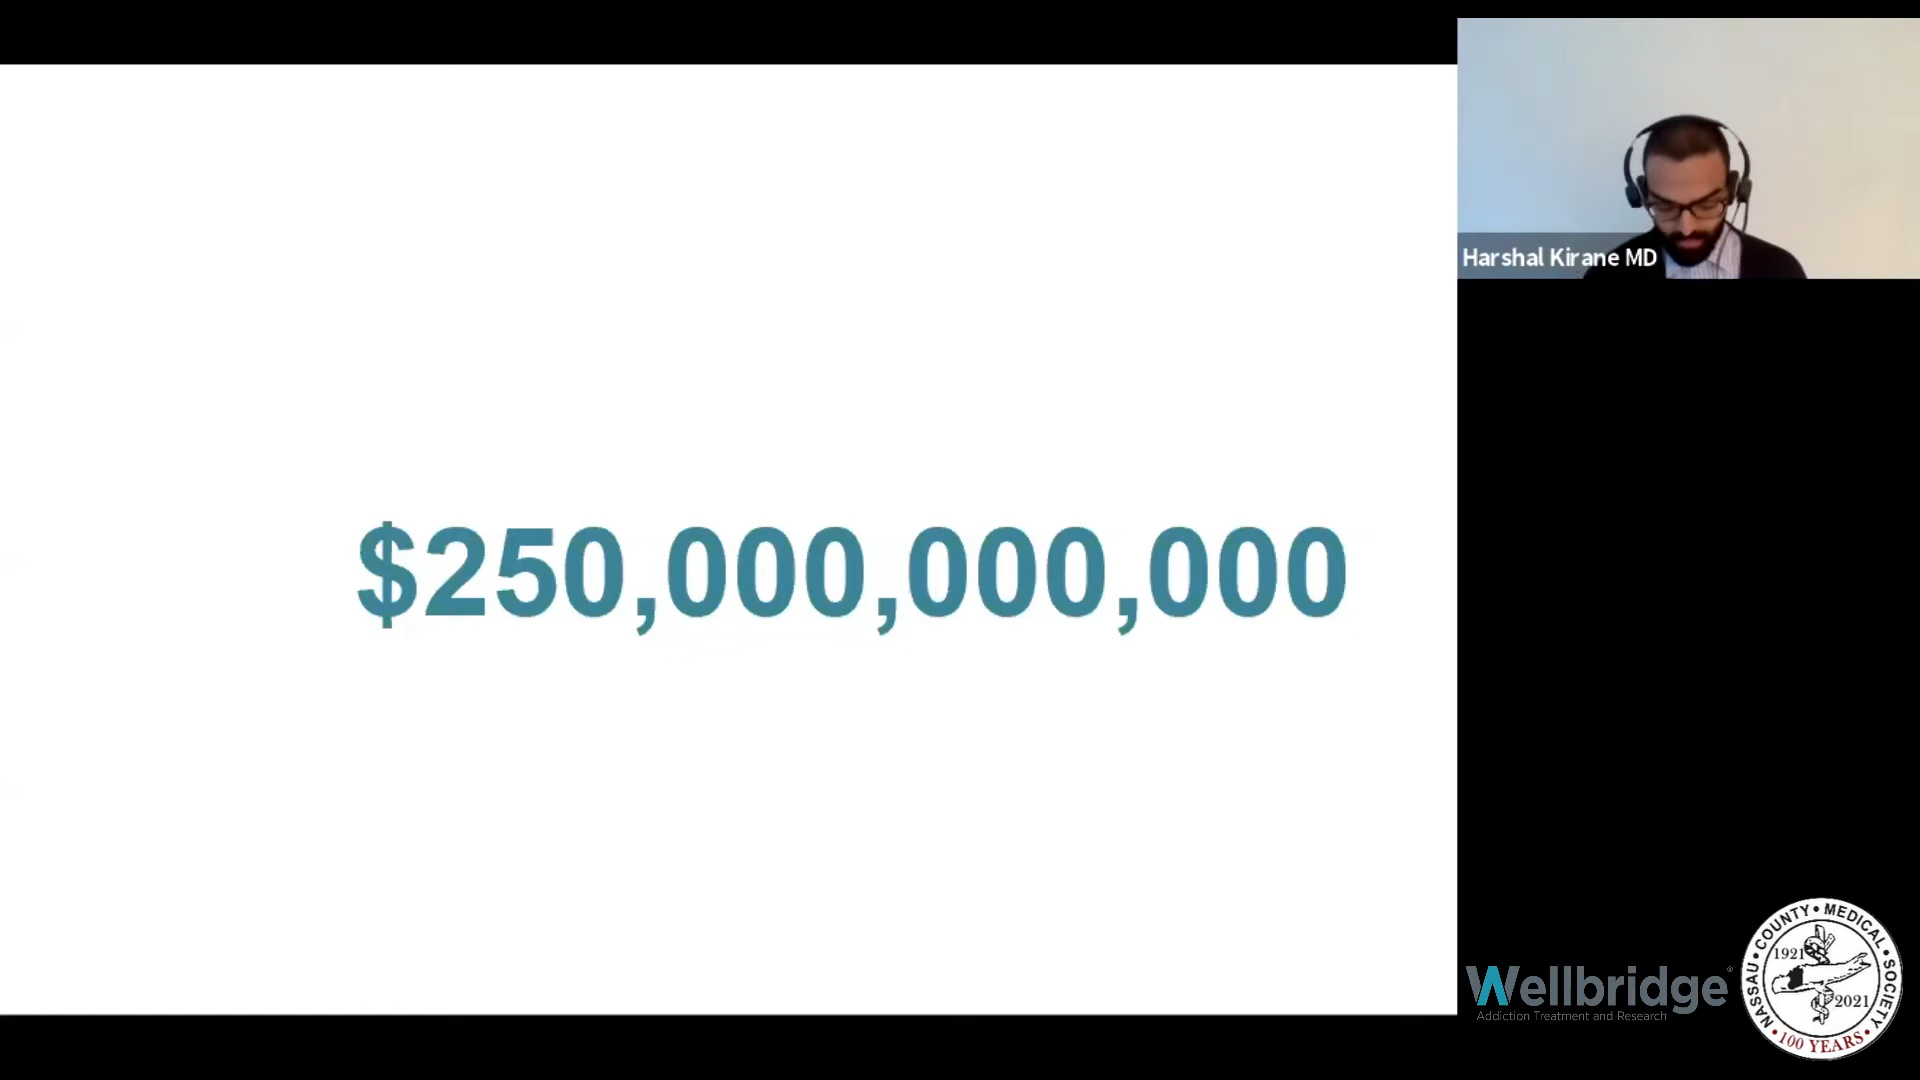 $250,000,000,000
Harshal Kirane MD
Wellbridge®
Addiction Treatment and Research
NASSAU • COUNTY • MEDICAL • SOCIETY
1921
2021
• 100 YEARS •